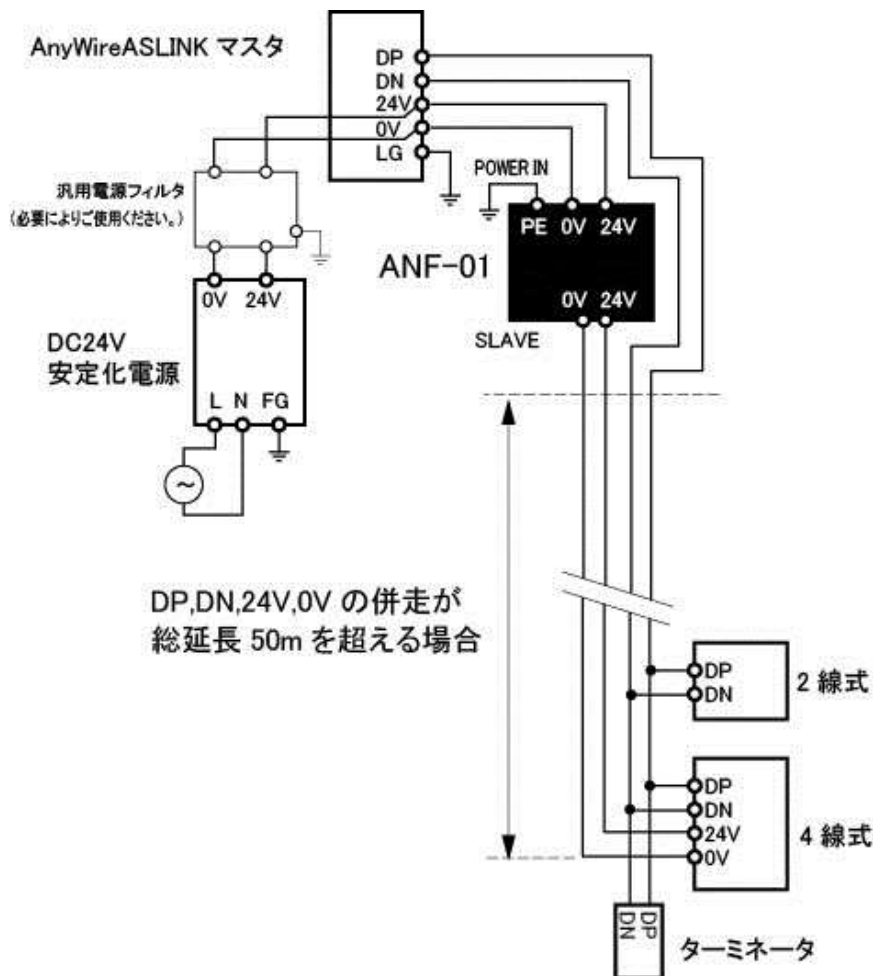 AnyWireASLINK マスタ
DP
DN
24V
0V
LG
汎用電源フィルタ
(必要によりご使用ください。)
POWER IN
PE 0V 24V
ANF-01
0V 24V
SLAVE
0V 24V
DC24V
安定化電源
L N FG
DP,DN,24V,0V の併走が
総延長 50m を超える場合
DP
DN
2 線式
DP
DN
24V
0V
4 線式
DN
DP
ターミネータ